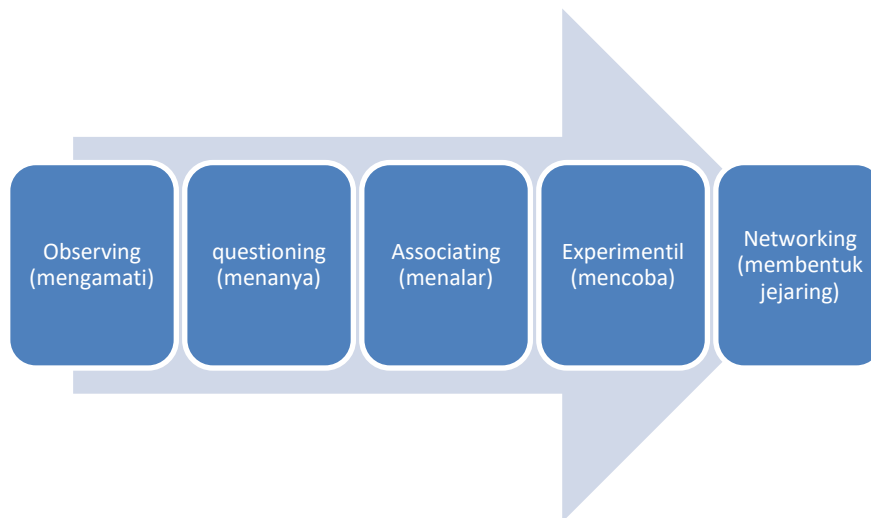 Observing
(mengamati)
questioning
(menanya)
Associating
(menalar)
Experimentil
(mencoba)
Networking
(membentuk
jejaring)